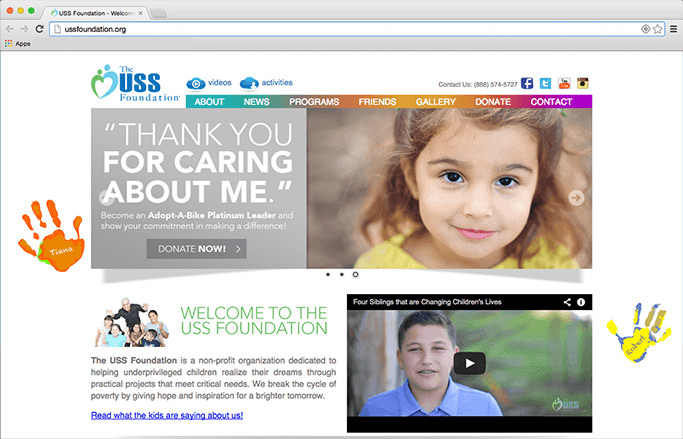 USS Foundation - Welcom
ussfoundation.org
Apps
The
USS
Foundation
videos
activities
Contact Us: (888) 574-5727
You
Tube
ABOUT NEWS PROGRAMS FRIENDS GALLERY DONATE CONTACT
“THANK YOU
FOR CARING
ABOUT ME.”
Become an Adopt-A-Bike Platinum Leader and
show your commitment in making a difference!
DONATE NOW!
Tiana
WELCOME TO THE
USS FOUNDATION
The USS Foundation is a non-profit organization dedicated to
helping underprivileged children realize their dreams through
practical projects that meet critical needs. We break the cycle of
poverty by giving hope and inspiration for a brighter tomorrow.
Read what the kids are saying about us!
Four Siblings that are Changing Children's Lives
USS
Robert